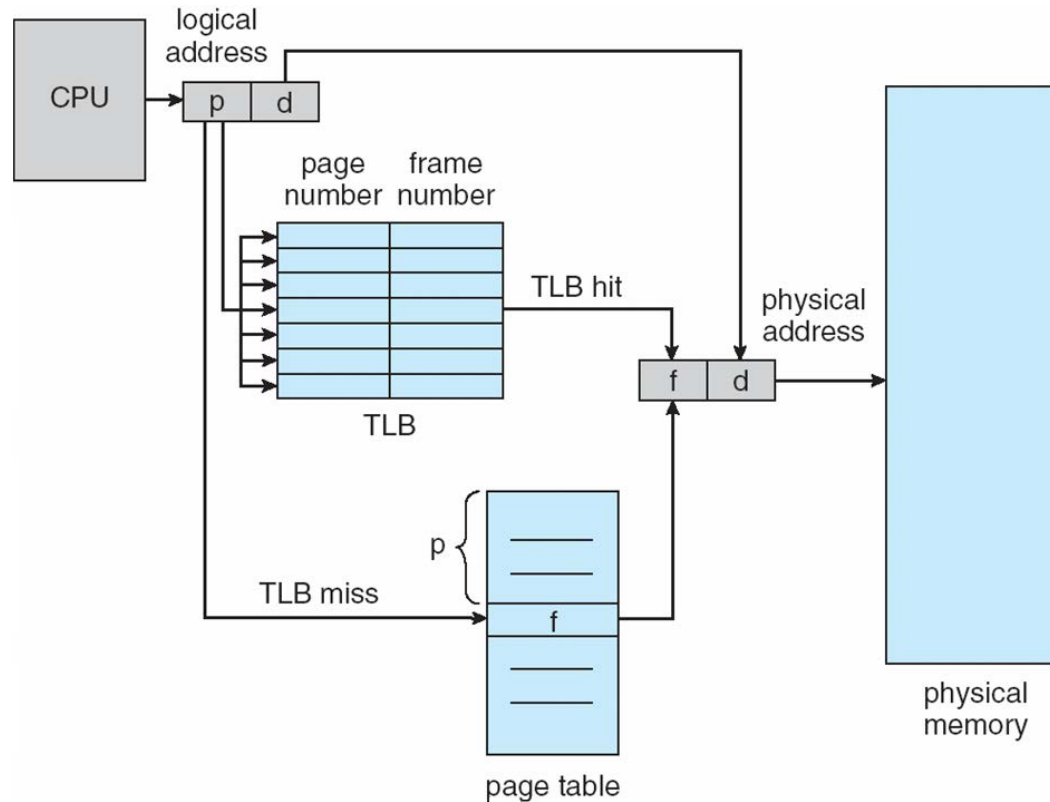 logical
address
CPU
p
d
page
number
frame
number
TLB hit
physical
address
f
d
TLB
p
TLB miss
f
physical
memory
page table